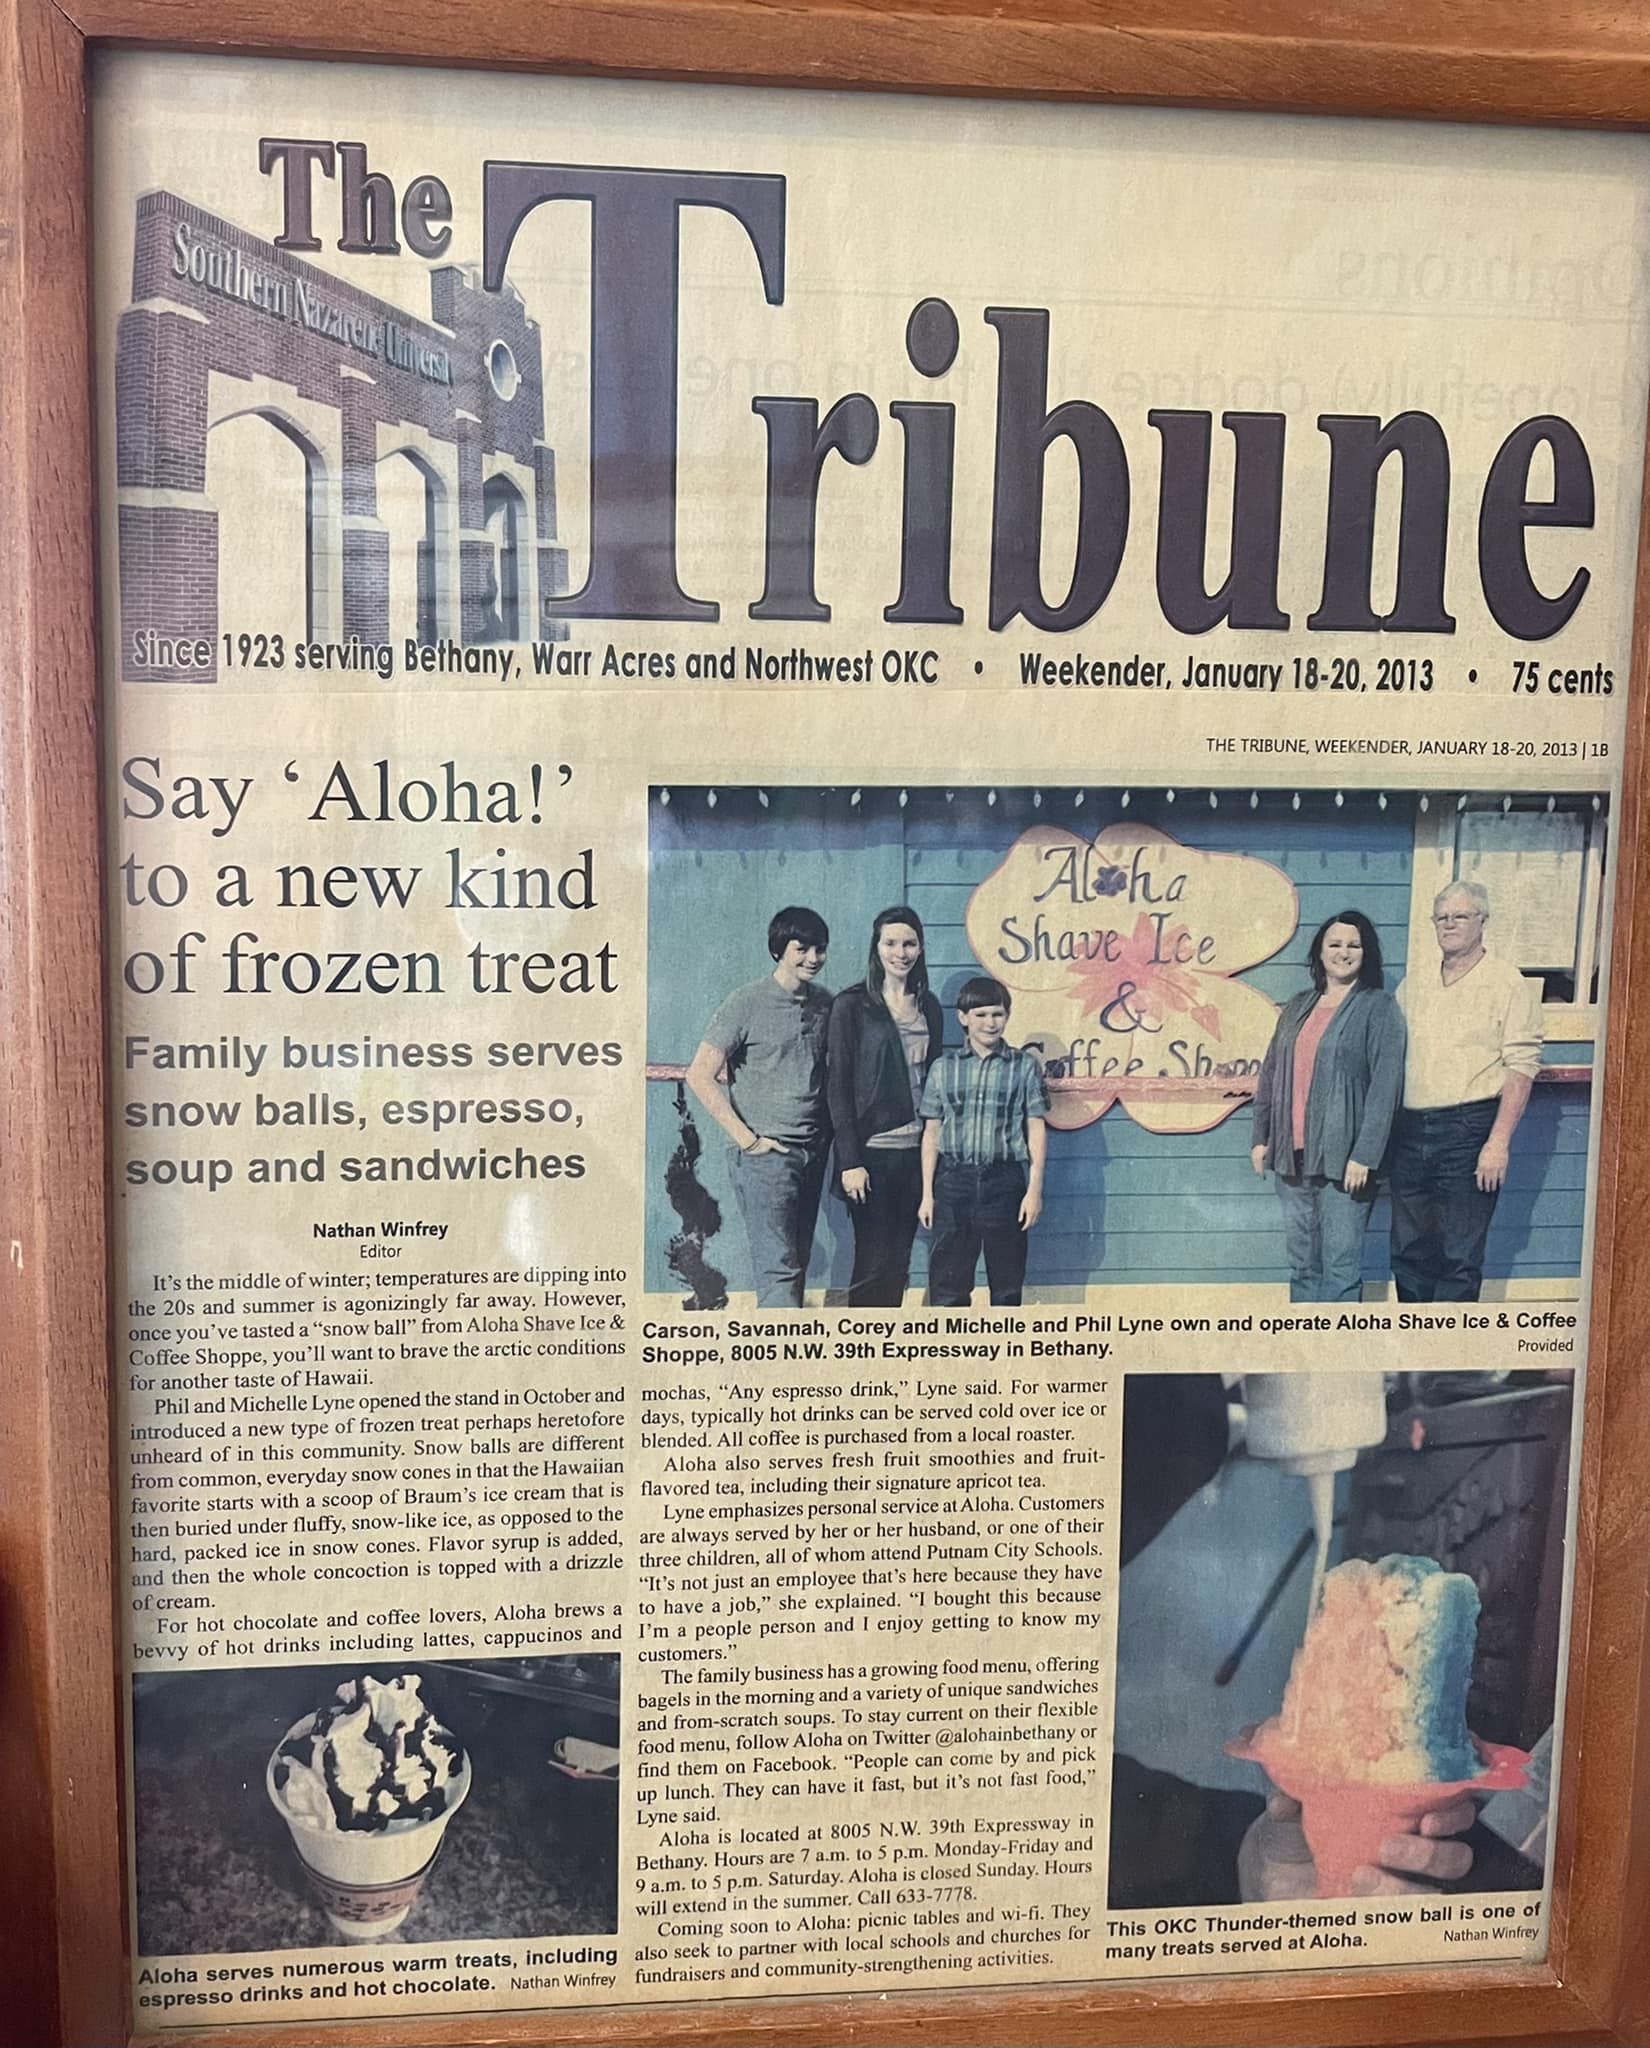 The Tribune
Southern Nazarene University
Since 1923 serving Bethany, Warr Acres and Northwest OKC • Weekender, January 18-20, 2013 • 75 cents
THE TRIBUNE, WEEKENDER, JANUARY 18-20, 2013 | 1B
Say ‘Aloha!’
to a new kind
of frozen treat
Family business serves
snow balls, espresso,
soup and sandwiches
Nathan Winfrey
Editor
It's the middle of winter; temperatures are dipping into
the 20s and summer is agonizingly far away. However,
once you've tasted a “snow ball” from Aloha Shave Ice &
Coffee Shoppe, you'll want to brave the arctic conditions
for another taste of Hawaii.
Phil and Michelle Lyne opened the stand in October and
introduced a new type of frozen treat perhaps heretofore
unheard of in this community. Snow balls are different
from common, everyday snow cones in that the Hawaiian
favorite starts with a scoop of Braum's ice cream that is
then buried under fluffy, snow-like ice, as opposed to the
hard, packed ice in snow cones. Flavor syrup is added,
and then the whole concoction is topped with a drizzle
of cream.
For hot chocolate and coffee lovers, Aloha brews a
bevvy of hot drinks including lattes, cappucinos and
Aloha serves numerous warm treats, including
espresso drinks and hot chocolate. Nathan Winfrey
Aloha
Shave Ice
&
Coffee Shoppe
Carson, Savannah, Corey and Michelle and Phil Lyne own and operate Aloha Shave Ice & Coffee
Shoppe, 8005 N.W. 39th Expressway in Bethany.
Provided
mochas, “Any espresso drink,” Lyne said. For warmer
days, typically hot drinks can be served cold over ice or
blended. All coffee is purchased from a local roaster.
Aloha also serves fresh fruit smoothies and fruit-
flavored tea, including their signature apricot tea.
Lyne emphasizes personal service at Aloha. Customers
are always served by her or her husband, or one of their
three children, all of whom attend Putnam City Schools.
“It's not just an employee that's here because they have
to have a job,” she explained. “I bought this because
I'm a people person and I enjoy getting to know my
customers.”
The family business has a growing food menu, offering
bagels in the morning and a variety of unique sandwiches
and from-scratch soups. To stay current on their flexible
food menu, follow Aloha on Twitter @alohainbethany or
find them on Facebook. “People can come by and pick
up lunch. They can have it fast, but it's not fast food,”
Lyne said.
Aloha is located at 8005 N.W. 39th Expressway in
Bethany. Hours are 7 a.m. to 5 p.m. Monday-Friday and
9 a.m. to 5 p.m. Saturday. Aloha is closed Sunday. Hours
will extend in the summer. Call 633-7778.
Coming soon to Aloha: picnic tables and wi-fi. They
also seek to partner with local schools and churches for
fundraisers and community-strengthening activities.
This OKC Thunder-themed snow ball is one of
many treats served at Aloha. Nathan Winfrey